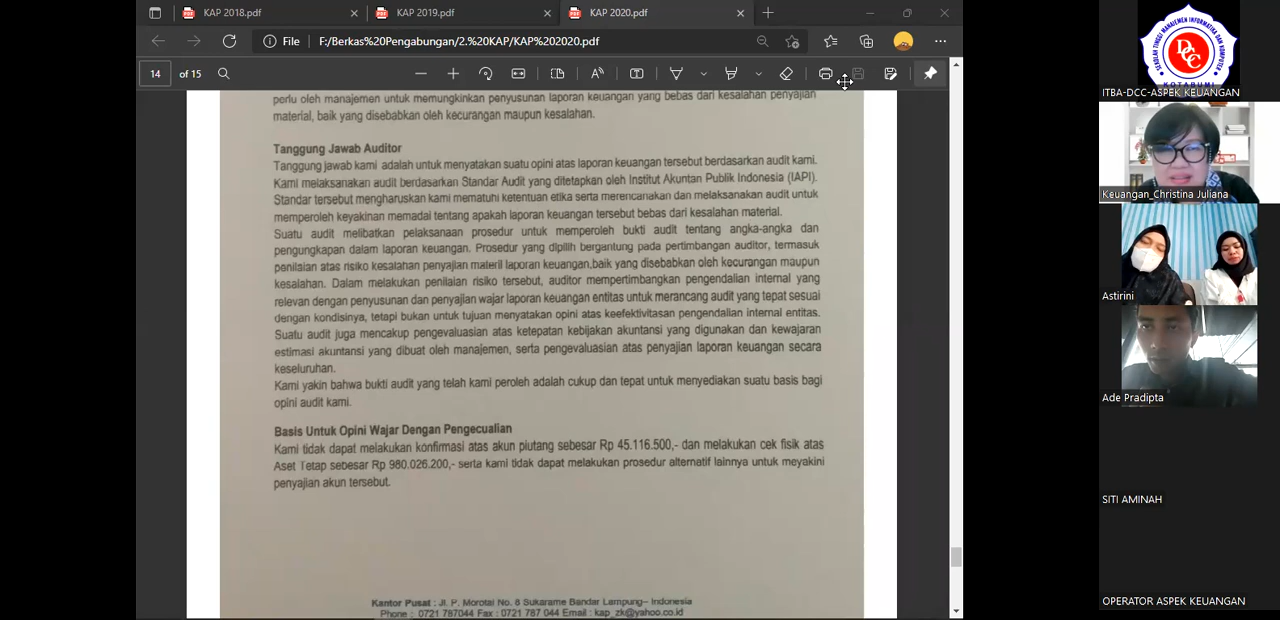 KAP 2018.pdf
KAP 2019.pdf
KAP 2020.pdf
File
F:/Berkas%20Pengabungan/2.%20KAP/KAP%202020.pdf
14 of 15
perlu oleh manajemen untuk memungkinkan penyusunan laporan keuangan yang bebas dari kesalahan penyajian
material, baik yang disebabkan oleh kecurangan maupun kesalahan.
Tanggung Jawab Auditor
Tanggung jawab kami adalah untuk menyatakan suatu opini atas laporan keuangan tersebut berdasarkan audit kami.
Kami melaksanakan audit berdasarkan Standar Audit yang ditetapkan oleh Institut Akuntan Publik Indonesia (IAPI).
Standar tersebut mengharuskan kami mematuhi ketentuan etika serta merencanakan dan melaksanakan audit untuk
memperoleh keyakinan memadai tentang apakah laporan keuangan tersebut bebas dari kesalahan material.
Suatu audit melibatkan pelaksanaan prosedur untuk memperoleh bukti audit tentang angka-angka dan
pengungkapan dalam laporan keuangan. Prosedur yang dipilih bergantung pada pertimbangan auditor, termasuk
penilaian atas risiko kesalahan penyajian materil laporan keuangan,baik yang disebabkan oleh kecurangan maupun
kesalahan. Dalam melakukan penilaian risiko tersebut, auditor mempertimbangkan pengendalian internal yang
relevan dengan penyusunan dan penyajian wajar laporan keuangan entitas untuk merancang audit yang tepat sesuai
dengan kondisinya, tetapi bukan untuk tujuan menyatakan opini atas keefektivitasan pengendalian internal entitas.
Suatu audit juga mencakup pengevaluasian atas ketepatan kebijakan akuntansi yang digunakan dan kewajaran
estimasi akuntansi yang dibuat oleh manajemen, serta pengevaluasian atas penyajian laporan keuangan secara
keseluruhan.
Kami yakin bahwa bukti audit yang telah kami peroleh adalah cukup dan tepat untuk menyediakan suatu basis bagi
opini audit kami.
Basis Untuk Opini Wajar Dengan Pengecualian
Kami tidak dapat melakukan konfirmasi atas akun piutang sebesar Rp 45.116.500,- dan melakukan cek fisik atas
Aset Tetap sebesar Rp 980.026.200,- serta kami tidak dapat melakukan prosedur alternatif lainnya untuk meyakini
penyajian akun tersebut.
Kantor Pusat : Jl. P. Morotai No. 8 Sukarame Bandar Lampung– Indonesia
Phone : 0721 787044 Fax : 0721 787 044 Email : kap_zk@yahoo.co.id
SEKOLAH TINGGI MANAJEMEN INFORMATIKA DAN KOMPUTER
DCC
KOTABUMI
ITBA-DCC-ASPEK KEUANGAN
Keuangan_Christina Juliana
Astirini
Ade Pradipta
SITI AMINAH
OPERATOR ASPEK KEUANGAN